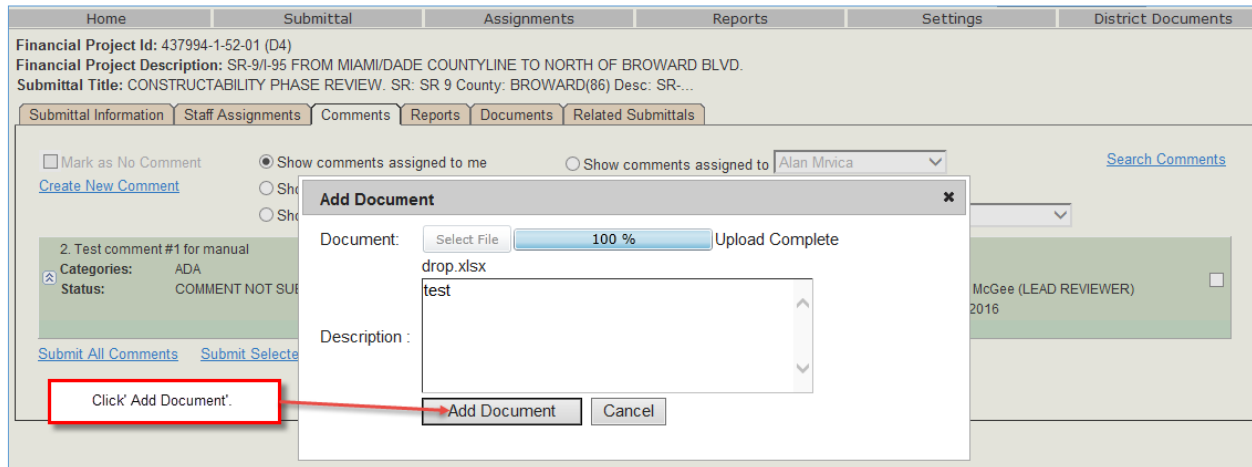 Home Submittal Assignments Reports Settings District Documents
Financial Project Id: 437994-1-52-01 (D4)
Financial Project Description: SR-9/I-95 FROM MIAMI/DADE COUNTYLINE TO NORTH OF BROWARD BLVD.
Submittal Title: CONSTRUCTABILITY PHASE REVIEW. SR: SR 9 County: BROWARD(86) Desc: SR-...
Submittal Information Staff Assignments Comments Reports Documents Related Submittals
Mark as No Comment Show comments assigned to me Show comments assigned to Alan Mrvica Search Comments
Create New Comment Sho
Sho
Add Document
Document: Select File 100 % Upload Complete
drop.xlsx
2. Test comment #1 for manual
Categories: ADA
Status: COMMENT NOT SUB
McGee (LEAD REVIEWER)
2016
test
Description :
Submit All Comments Submit Selecte
Click' Add Document'.
Add Document Cancel